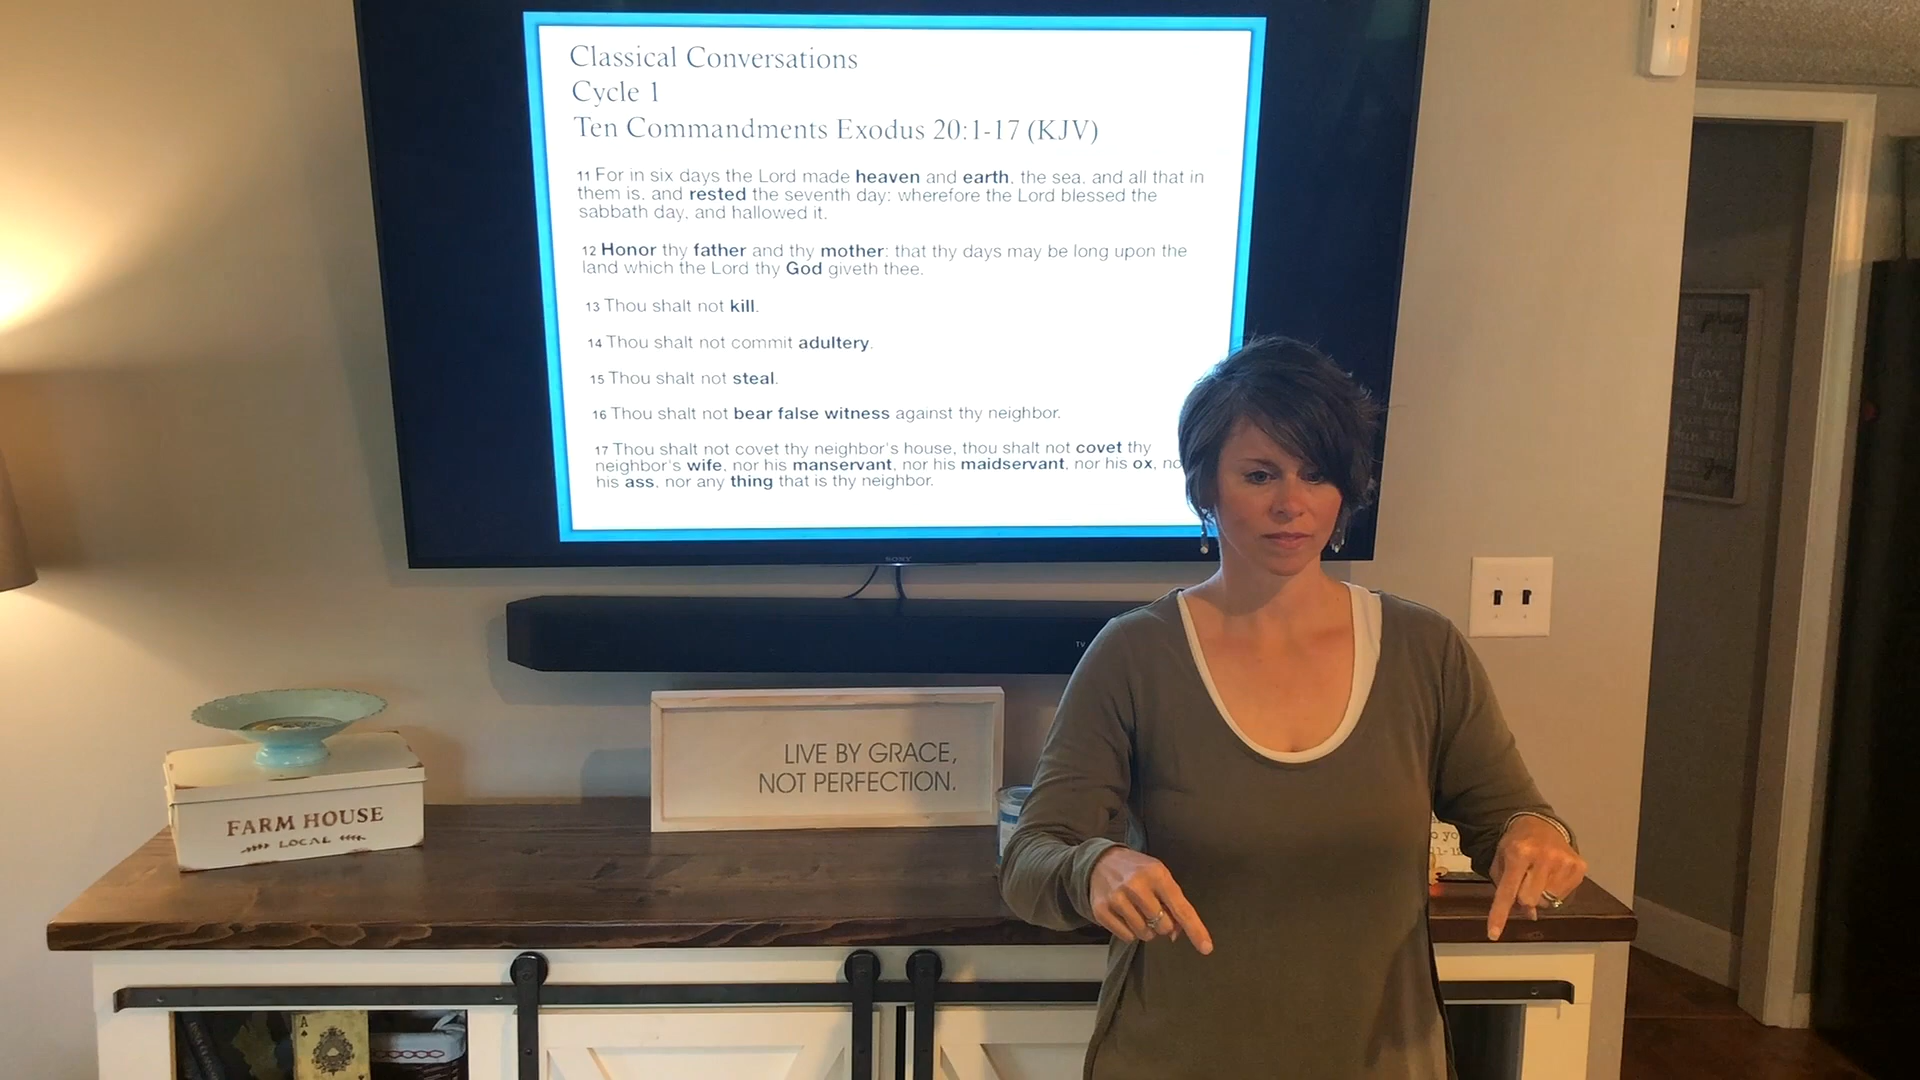 Classical Conversations
Cycle 1
Ten Commandments Exodus 20:1-17 (KJV)
11 For in six days the Lord made heaven and earth, the sea, and all that in
them is, and rested the seventh day: wherefore the Lord blessed the
sabbath day, and hallowed it.
12 Honor thy father and thy mother: that thy days may be long upon the
land which the Lord thy God giveth thee.
13 Thou shalt not kill.
14 Thou shalt not commit adultery.
15 Thou shalt not steal.
16 Thou shalt not bear false witness against thy neighbor.
17 Thou shalt not covet thy neighbor's house, thou shalt not covet thy
neighbor's wife, nor his manservant, nor his maidservant, nor his ox, no
his ass, nor any thing that is thy neighbor.
SONY
TV
pray
love
LIVE BY GRACE,
NOT PERFECTION.
FARM HOUSE
LOCAL
A